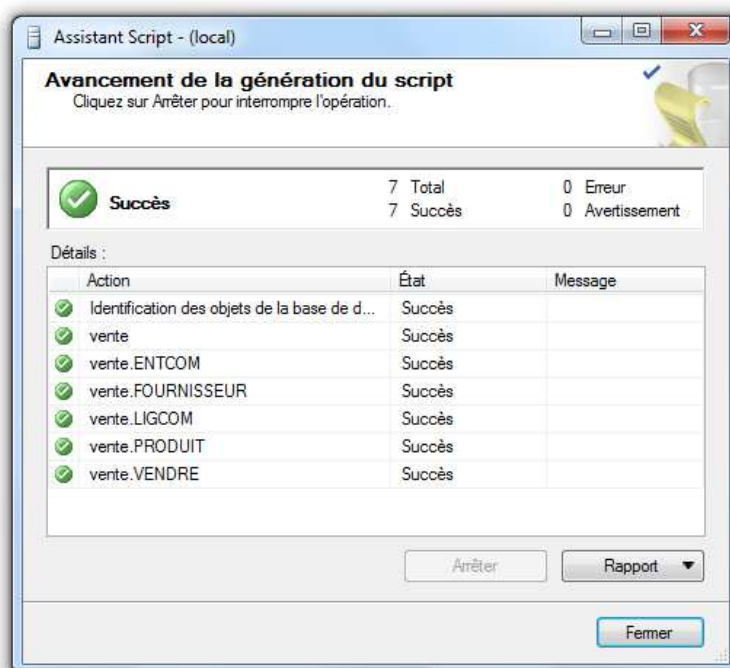 Assistant Script - (local)
Avancement de la génération du script
Cliquez sur Arrêter pour interrompre l'opération.
Succès
7 Total
0 Erreur
7 Succès
0 Avertissement
Détails :
Action État Message
Identification des objets de la base de d... Succès
vente Succès
vente.ENTCOM Succès
vente.FOURNISSEUR Succès
vente.LIGCOM Succès
vente.PRODUIT Succès
vente.VENDRE Succès
Arrêter Rapport
Fermer